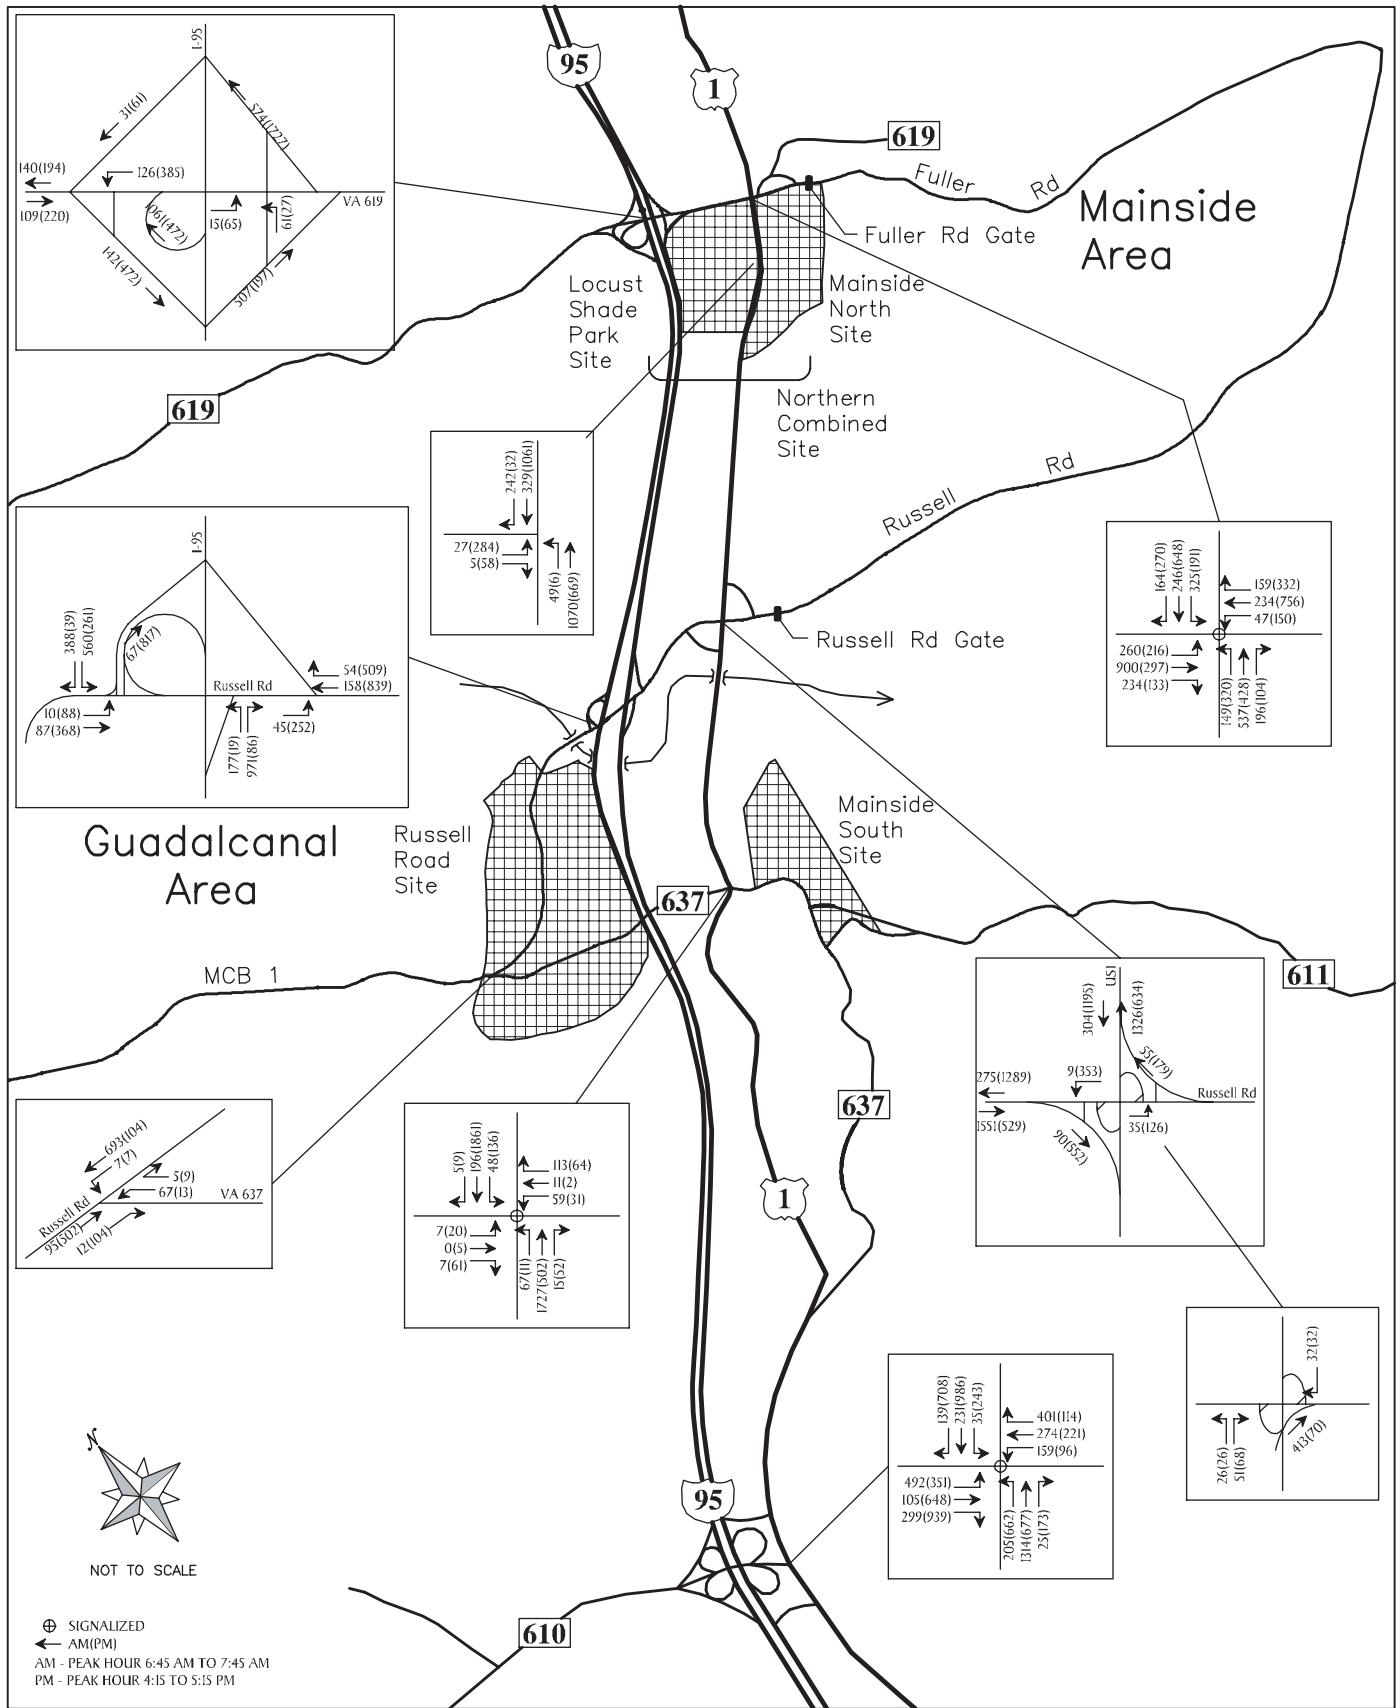 95
1
619
Fuller
Rd
Mainside
Area
Fuller Rd Gate
Locust
Shade
Park
Site
Mainside
North
Site
Northern
Combined
Site
I-95
31(61)
574(1727)
140(194)
126(385)
109(220)
1061(472)
15(65)
61(27)
VA 619
142(472)
507(197)
619
242(32)
329(1061)
27(284)
5(58)
49(6)
1070(669)
Russell
Rd
Russell Rd Gate
164(270)
246(648)
325(191)
159(332)
234(756)
47(150)
260(216)
900(297)
234(133)
149(320)
537(428)
196(104)
I-95
388(39)
560(261)
67(817)
Russell Rd
54(509)
158(839)
10(88)
87(368)
177(19)
971(86)
45(252)
Guadalcanal
Area
Russell
Road
Site
Mainside
South
Site
637
MCB 1
611
US1
304(1195)
1326(634)
55(179)
275(1289)
9(353)
Russell Rd
1551(529)
35(126)
90(552)
637
693(104)
7(7)
5(9)
67(13)
VA 637
Russell Rd
95(502)
12(104)
5(9)
196(1861)
48(136)
113(64)
11(2)
59(31)
7(20)
0(5)
7(61)
67(11)
1727(502)
15(52)
1
32(32)
26(26)
51(68)
413(70)
139(708)
231(986)
35(243)
401(114)
274(221)
159(96)
492(351)
105(648)
299(939)
205(662)
1314(677)
25(173)
95
610
N
NOT TO SCALE
SIGNALIZED
AM(PM)
AM - PEAK HOUR 6:45 AM TO 7:45 AM
PM - PEAK HOUR 4:15 TO 5:15 PM